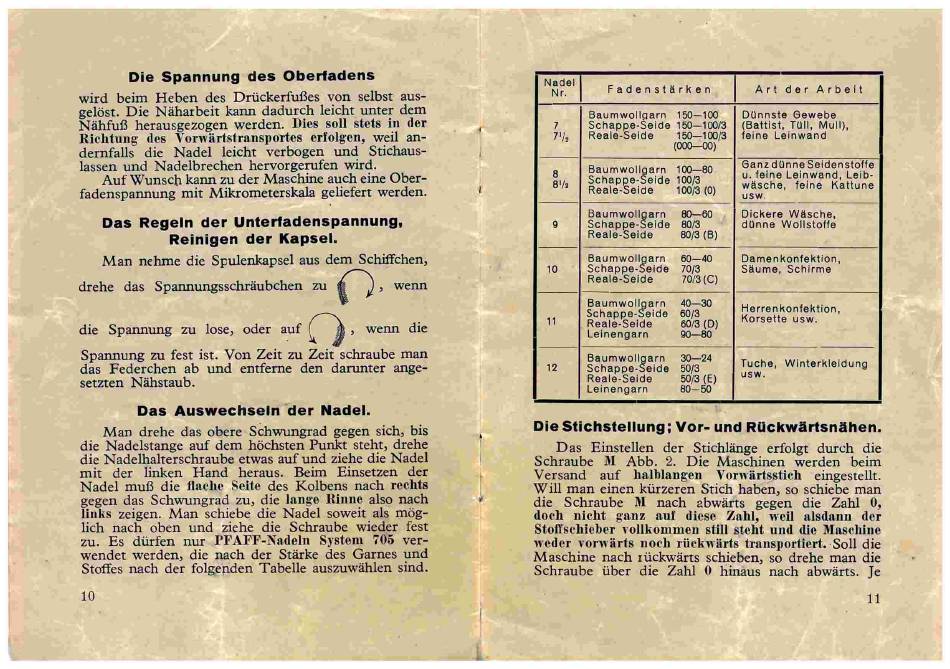 Die Spannung des Oberfadens
wird beim Heben des Drückerfußes von selbst aus-
gelöst. Die Näharbeit kann dadurch leicht unter dem
Nähfuß herausgezogen werden. Dies soll stets in der
Richtung des Vorwärtstransportes erfolgen, weil an-
dernfalls die Nadel leicht verbogen und Stichaus-
lassen und Nadelbrechen hervorgerufen wird.
Auf Wunsch kann zu der Maschine auch eine Ober-
fadenspannung mit Mikrometerskala geliefert werden.
Das Regeln der Unterfadenspannung,
Reinigen der Kapsel.
Man nehme die Spulenkapsel aus dem Schiffchen,
drehe das Spannungsschräubchen zu , wenn
die Spannung zu lose, oder auf , wenn die
Spannung zu fest ist. Von Zeit zu Zeit schraube man
das Federchen ab und entferne den darunter ange-
setzten Nähstaub.
Das Auswechseln der Nadel.
Man drehe das obere Schwungrad gegen sich, bis
die Nadelstange auf dem höchsten Punkt steht, drehe
die Nadelhalterschraube etwas auf und ziehe die Nadel
mit der linken Hand heraus. Beim Einsetzen der
Nadel muß die flache Seite des Kolbens nach rechts
gegen das Schwungrad zu, die lange Rinne also nach
links zeigen. Man schiebe die Nadel soweit als mög-
lich nach oben und ziehe die Schraube wieder fest
zu. Es dürfen nur PFAFF-Nadeln System 705 ver-
wendet werden, die nach der Stärke des Garnes und
Stoffes nach der folgenden Tabelle auszuwählen sind.
10
Nadel Nr. Fadenstärken Art der Arbeit
7 7½
Baumwollgarn 150—100
Schappe-Seide 150—100/3
Reale-Seide 150—100/3
(000—00)
Dünnste Gewebe
(Battist, Tüll, Mull),
feine Leinwand
8 8½
Baumwollgarn 100—80
Schappe-Seide 100/3
Reale-Seide 100/3 (0)
Ganz dünne Seidenstoffe
u. feine Leinwand, Leib-
wäsche, feine Kattune
usw.
9
Baumwollgarn 80—60
Schappe-Seide 80/3
Reale-Seide 80/3 (B)
Dickere Wäsche,
dünne Wollstoffe
10
Baumwollgarn 60—40
Schappe-Seide 70/3
Reale-Seide 70/3 (C)
Damenkonfektion,
Säume, Schirme
11
Baumwollgarn 40—30
Schappe-Seide 60/3
Reale-Seide 60/3 (D)
Leinengarn 90—80
Herrenkonfektion,
Korsette usw.
12
Baumwollgarn 30—24
Schappe-Seide 50/3
Reale-Seide 50/3 (E)
Leinengarn 80—50
Tuche, Winterkleidung
usw.
Die Stichstellung; Vor- und Rückwärtsnähen.
Das Einstellen der Stichlänge erfolgt durch die
Schraube M Abb. 2. Die Maschinen werden beim
Versand auf halblangen Vorwärtsstich eingestellt.
Will man einen kürzeren Stich haben, so schiebe man
die Schraube M nach abwärts gegen die Zahl 0,
doch nicht ganz auf diese Zahl, weil alsdann der
Stoffschieber vollkommen still steht und die Maschine
weder vorwärts noch rückwärts transportiert. Soll die
Maschine nach rückwärts schieben, so drehe man die
Schraube über die Zahl 0 hinaus nach abwärts. Je
11